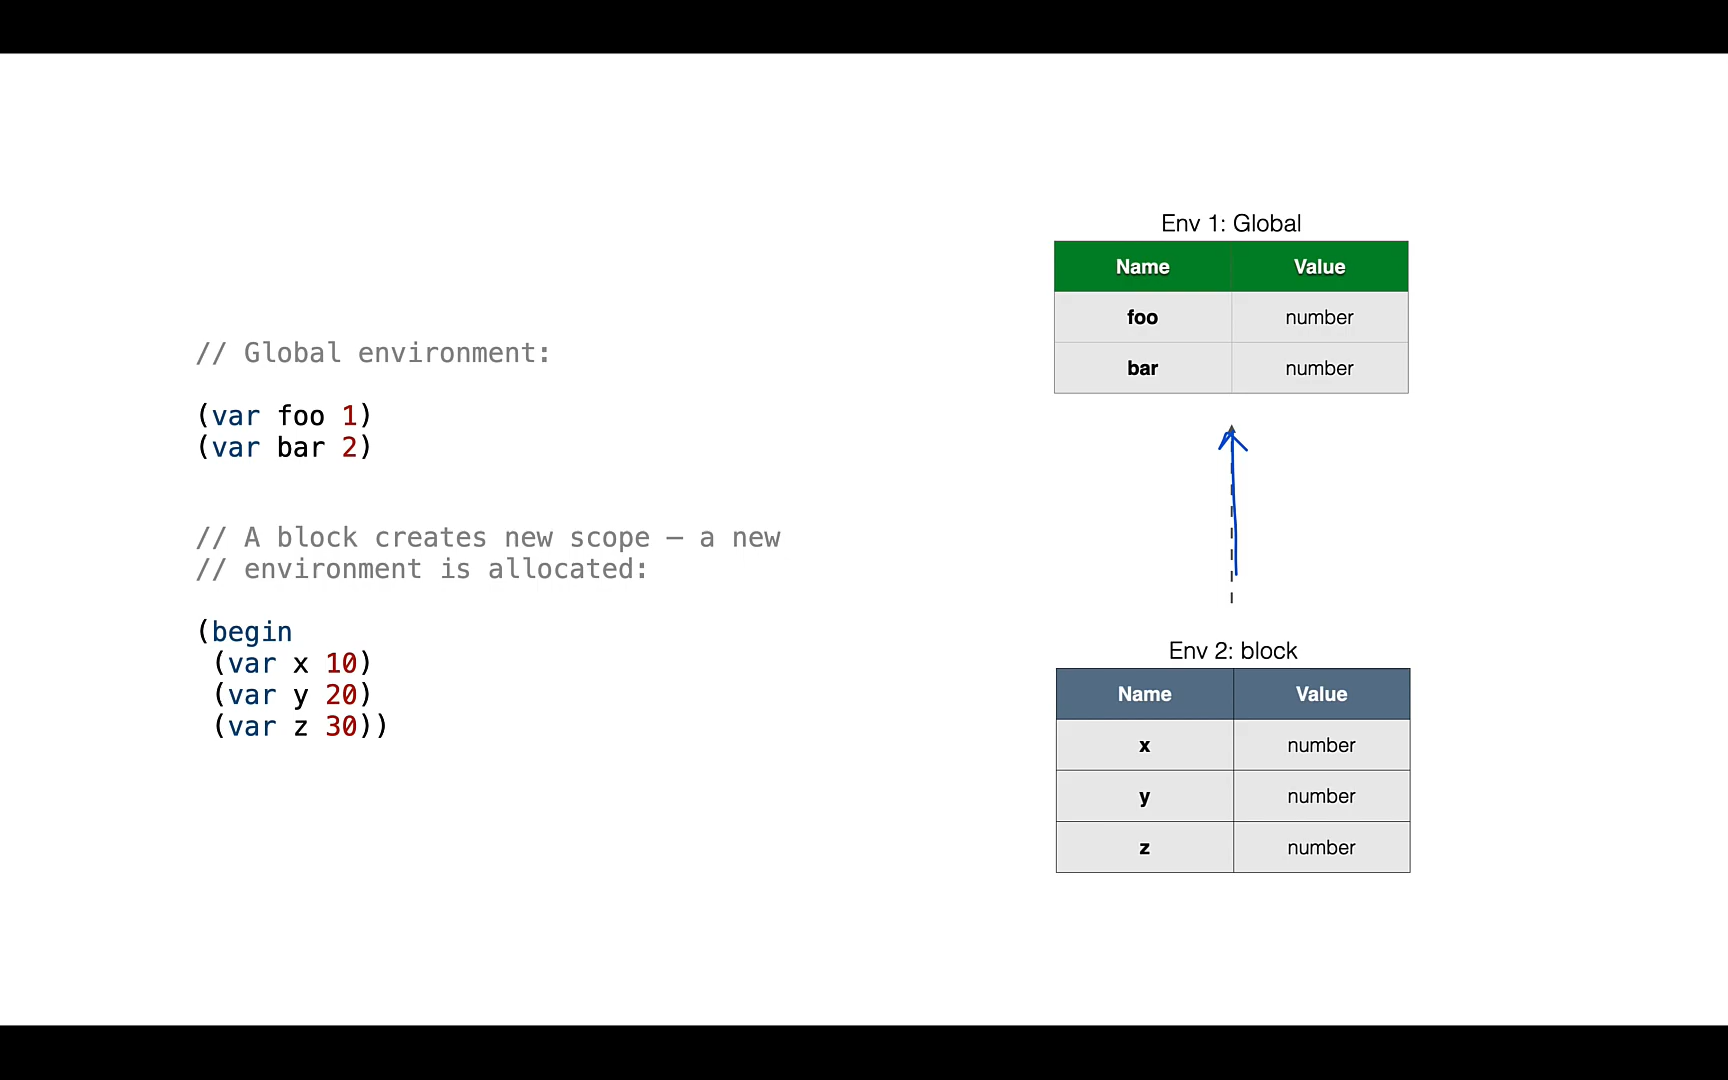 // Global environment:
(var foo 1)
(var bar 2)
// A block creates new scope – a new
// environment is allocated:
(begin
(var x 10)
(var y 20)
(var z 30))
Env 1: Global
Name Value
foo number
bar number
Env 2: block
Name Value
x number
y number
z number